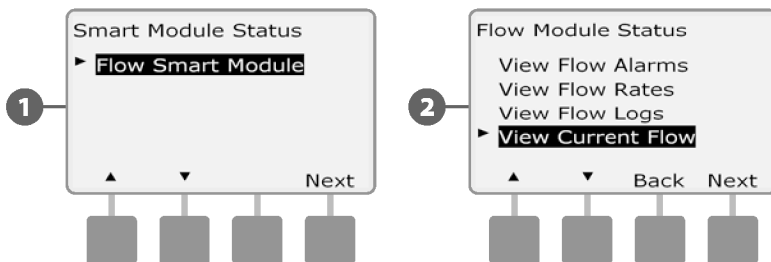 1
Smart Module Status
► Flow Smart Module
▲ ▼ Next
2
Flow Module Status
View Flow Alarms
View Flow Rates
View Flow Logs
► View Current Flow
▲ ▼ Back Next